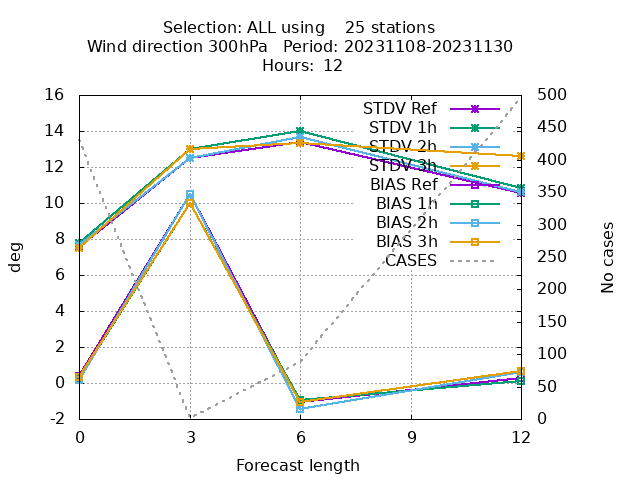 Selection: ALL using    25 stations
Wind direction 300hPa   Period: 20231108-20231130
Hours:  12
16
14
12
10
8
6
4
2
0
-2
deg
500
450
400
350
300
250
200
150
100
50
0
No cases
STDV Ref
STDV 1h
STDV 2h
STDV 3h
BIAS Ref
BIAS 1h
BIAS 2h
BIAS 3h
CASES
0 3 6 9 12
Forecast length